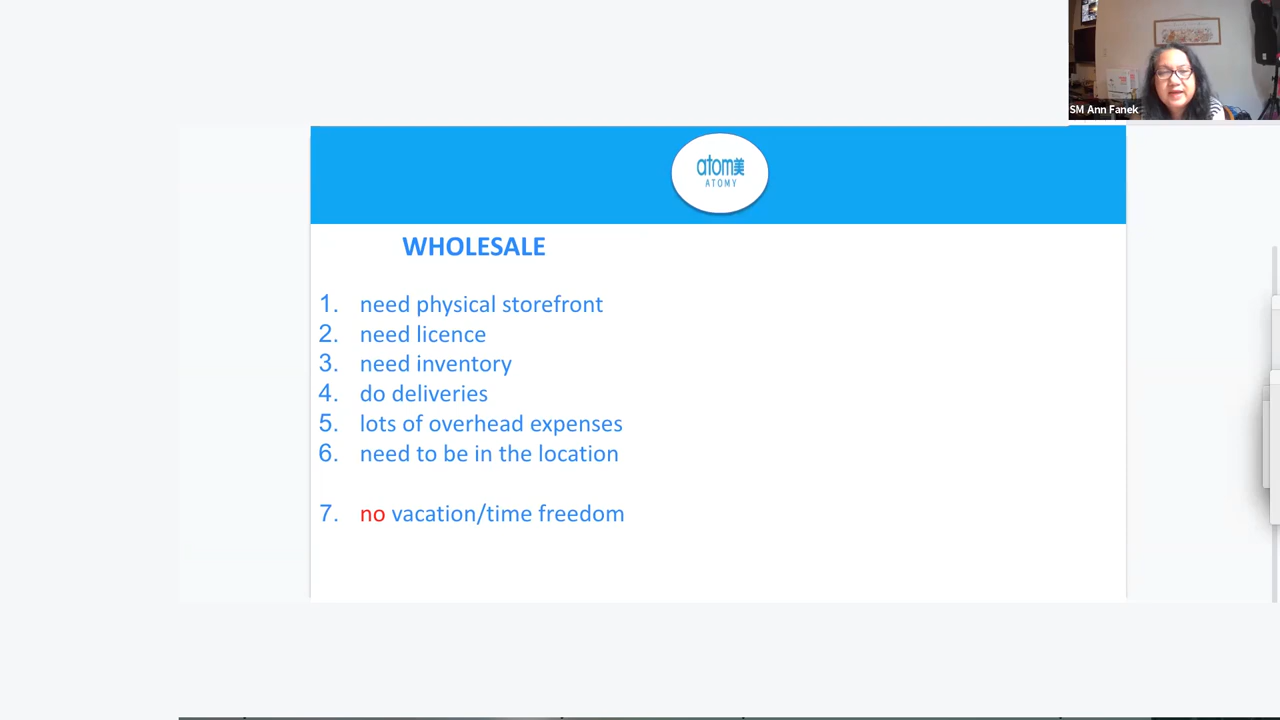 SM Ann Fanek
atom美
ATOMY
WHOLESALE
1. need physical storefront
2. need licence
3. need inventory
4. do deliveries
5. lots of overhead expenses
6. need to be in the location
7. no vacation/time freedom